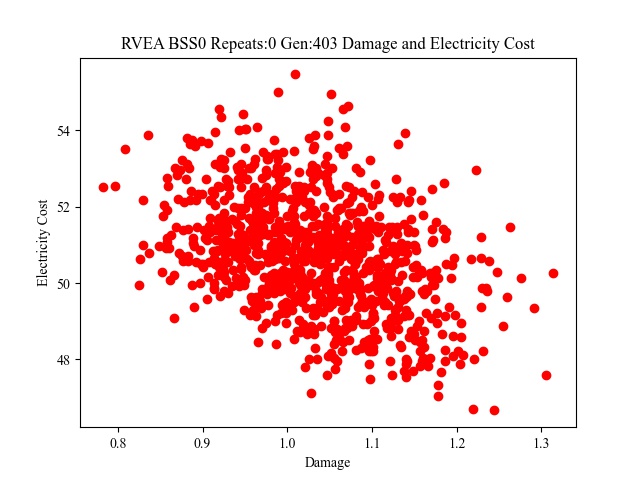 RVEA BSS0 Repeats:0 Gen:403 Damage and Electricity Cost
54
52
50
48
Electricity Cost
0.8 0.9 1.0 1.1 1.2 1.3
Damage